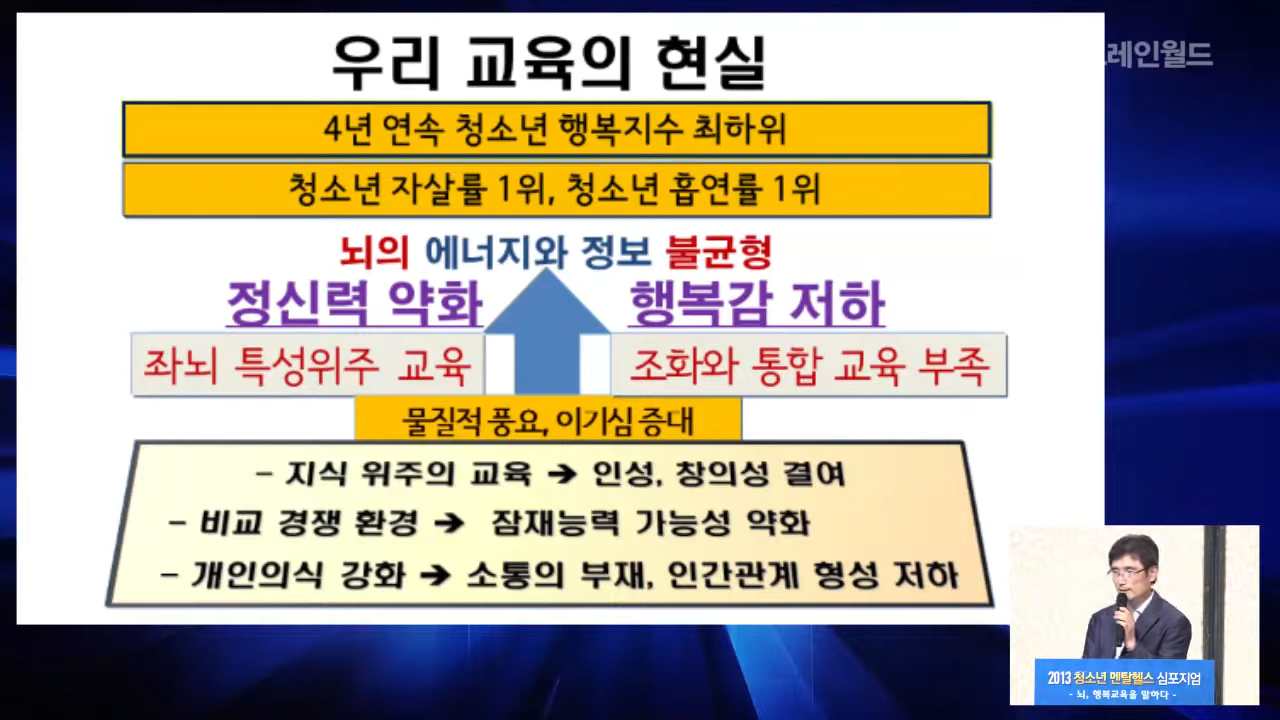 우리 교육의 현실
레인월드
4년 연속 청소년 행복지수 최하위
청소년 자살률 1위, 청소년 흡연률 1위
뇌의 에너지와 정보 불균형
정신력 약화 행복감 저하
좌뇌 특성위주 교육 조화와 통합 교육 부족
물질적 풍요, 이기심 증대
- 지식 위주의 교육 ➔ 인성, 창의성 결여
- 비교 경쟁 환경 ➔ 잠재능력 가능성 약화
- 개인의식 강화 ➔ 소통의 부재, 인간관계 형성 저하
2013 청소년 멘탈헬스 심포지엄
- 뇌, 행복교육을 말하다 -